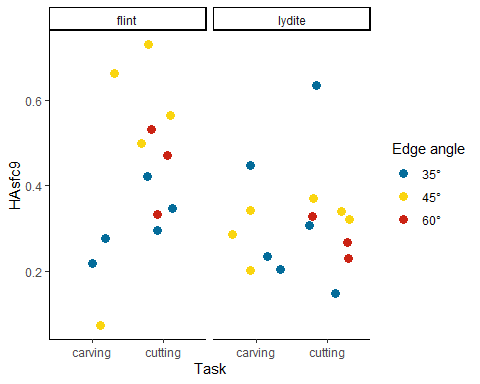 flint
lydite
HAsfc9
0.6
0.4
0.2
carving
cutting
carving
cutting
Task
Edge angle
35°
45°
60°